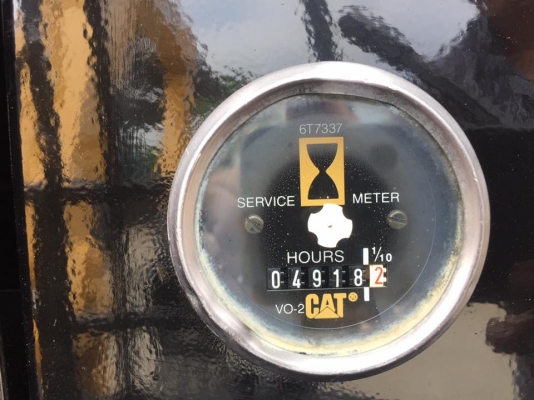 6T7337
SERVICE METER
HOURS 1/10
049182
VO-2 CAT®